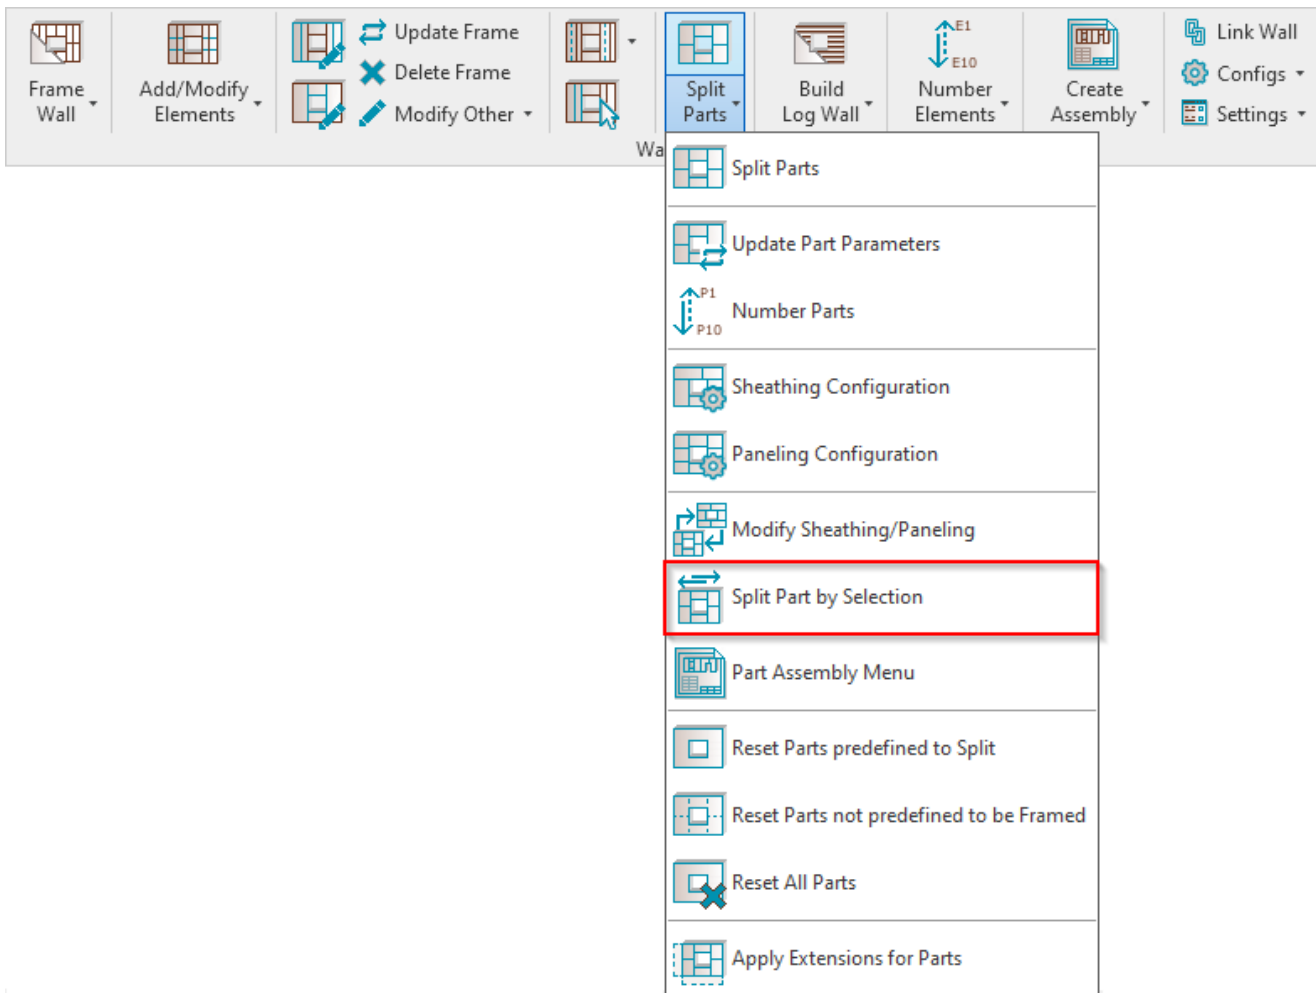 Frame
Wall
Add/Modify
Elements
Update Frame
Delete Frame
Modify Other
Split
Parts
Build
Log Wall
E1
E10
Number
Elements
Create
Assembly
Link Wall
Configs
Settings
Wa
Split Parts
Update Part Parameters
P1
P10
Number Parts
Sheathing Configuration
Paneling Configuration
Modify Sheathing/Paneling
Split Part by Selection
Part Assembly Menu
Reset Parts predefined to Split
Reset Parts not predefined to be Framed
Reset All Parts
Apply Extensions for Parts